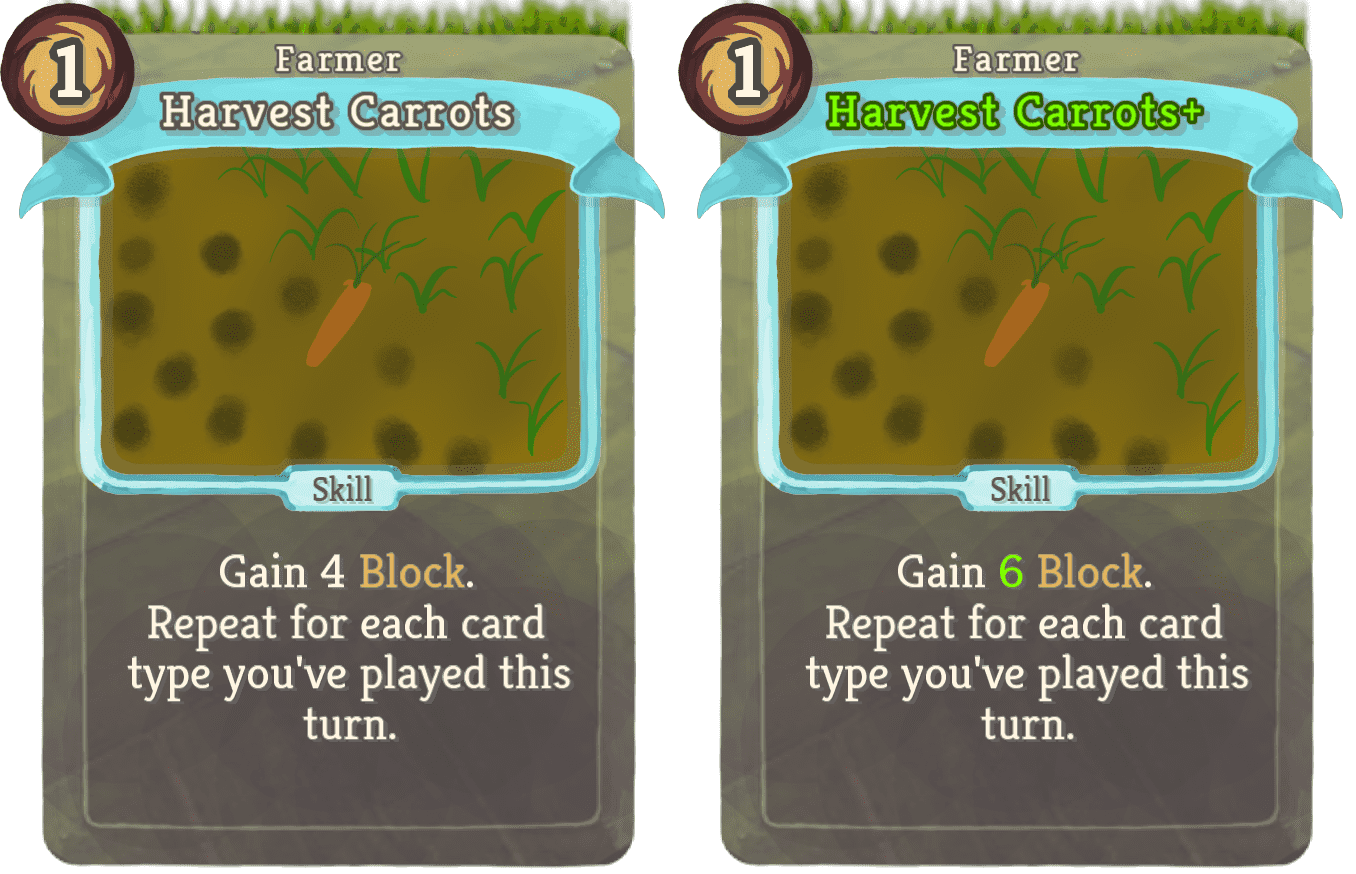 1
Farmer
Harvest Carrots
Skill
Gain 4 Block.
Repeat for each card
type you've played this
turn.
1
Farmer
Harvest Carrots+
Skill
Gain 6 Block.
Repeat for each card
type you've played this
turn.